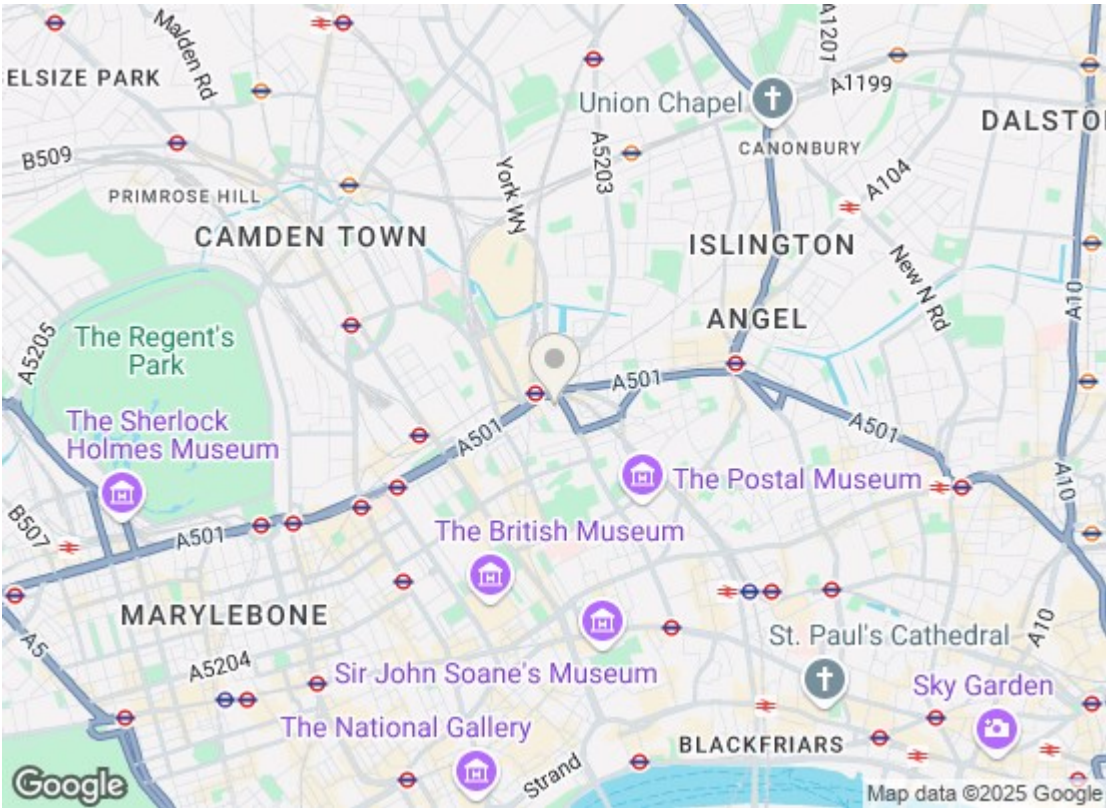 Malden Rd
A1201
ELSIZE PARK
A1199
Union Chapel
DALSTO
CANONBURY
B509
York Wy
A5203
A104
PRIMROSE HILL
CAMDEN TOWN
ISLINGTON
New N Rd
A10
ANGEL
The Regent's
Park
A5205
A501
The Sherlock
Holmes Museum
A501
A501
A10
The Postal Museum
B507
A501
The British Museum
MARYLEBONE
A10
St. Paul's Cathedral
A5
A5204
Sir John Soane's Museum
Sky Garden
The National Gallery
BLACKFRIARS
Strand
Google
Map data ©2025 Google